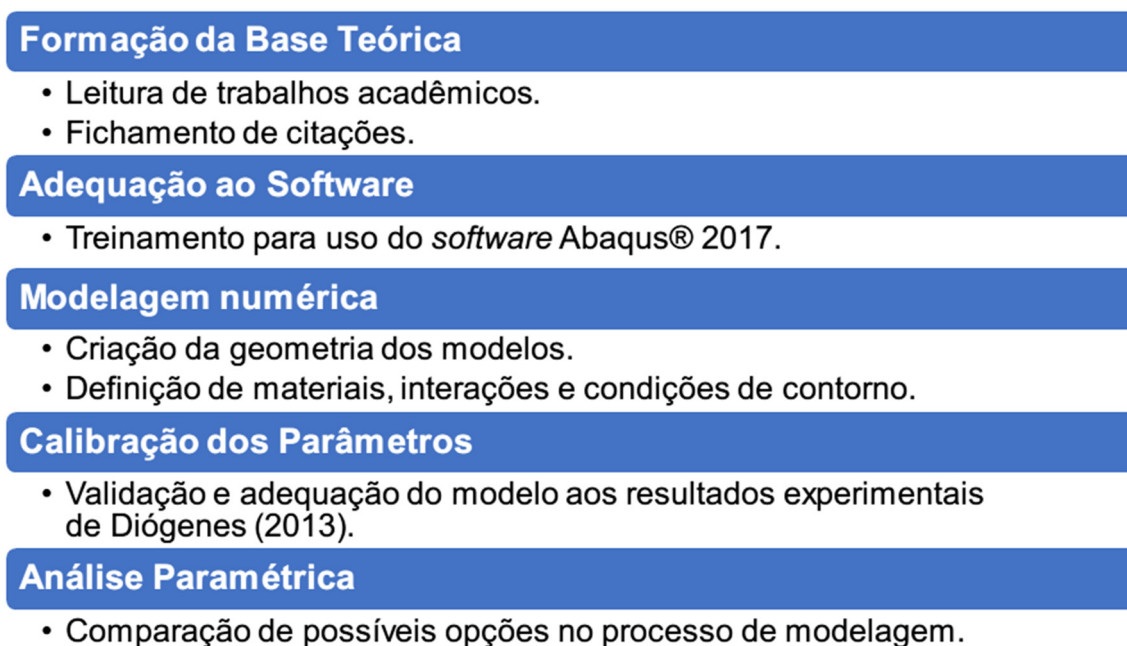 Formação da Base Teórica
• Leitura de trabalhos acadêmicos.
• Fichamento de citações.
Adequação ao Software
• Treinamento para uso do software Abaqus® 2017.
Modelagem numérica
• Criação da geometria dos modelos.
• Definição de materiais, interações e condições de contorno.
Calibração dos Parâmetros
• Validação e adequação do modelo aos resultados experimentais
de Diógenes (2013).
Análise Paramétrica
• Comparação de possíveis opções no processo de modelagem.